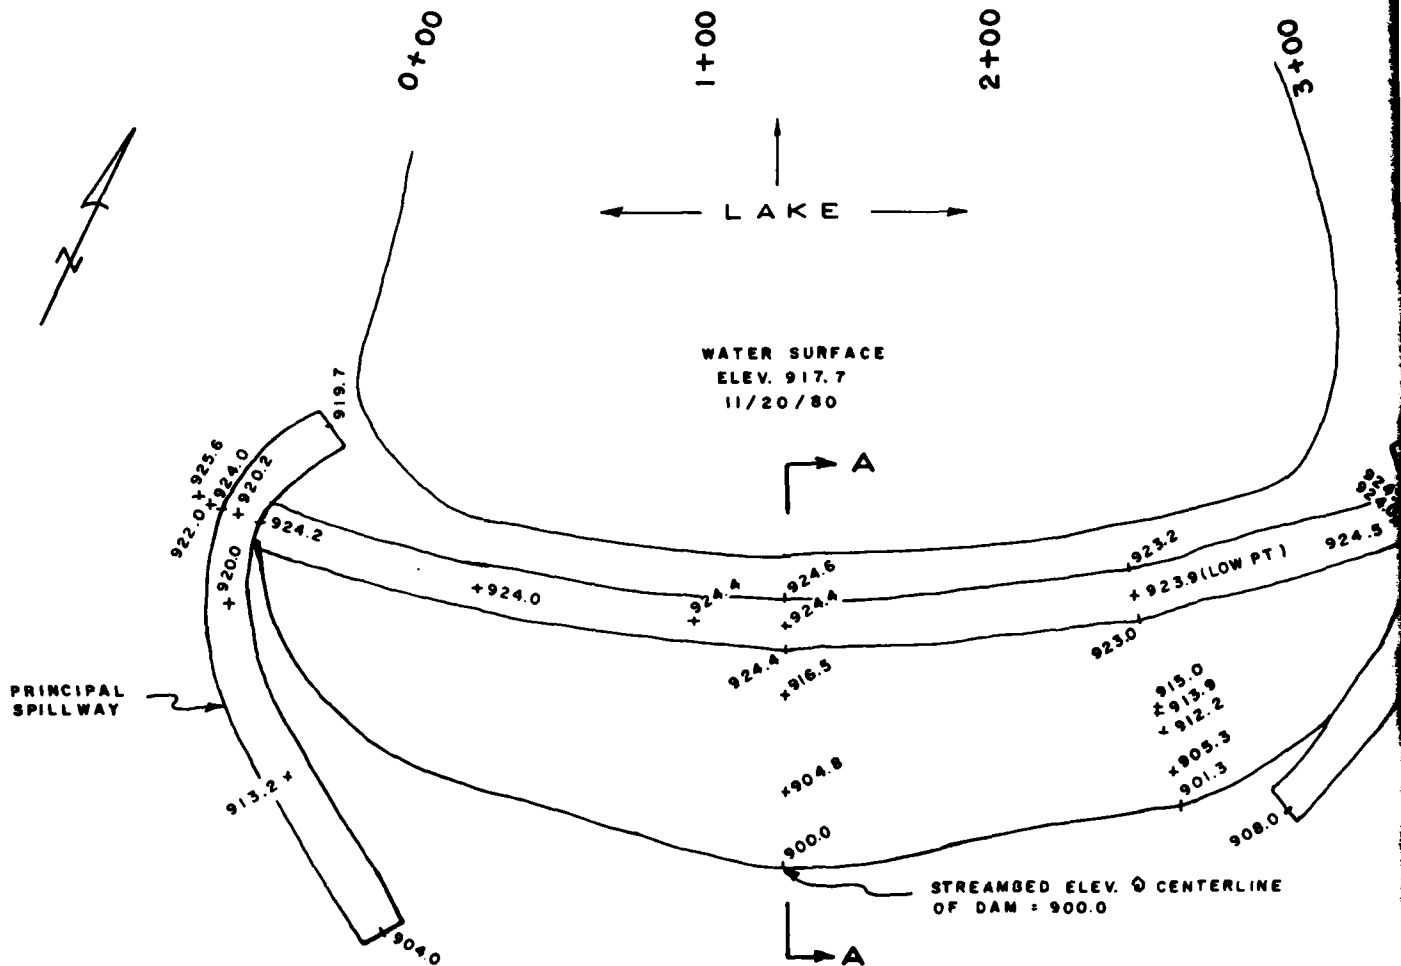 0+00
1+00
2+00
3+00
N
LAKE
WATER SURFACE
ELEV. 917.7
11/20/80
919.7
A
925.6
924.0
920.2
922.0
924.2
920.0
924.0
924.4
924.6
924.4
923.2
923.9 (LOW PT)
924.5
924.4
916.5
923.0
915.0
913.9
912.2
PRINCIPAL
SPILLWAY
904.8
905.3
901.3
913.2
908.0
900.0
STREAMBED ELEV. @ CENTERLINE
OF DAM = 900.0
904.0
A